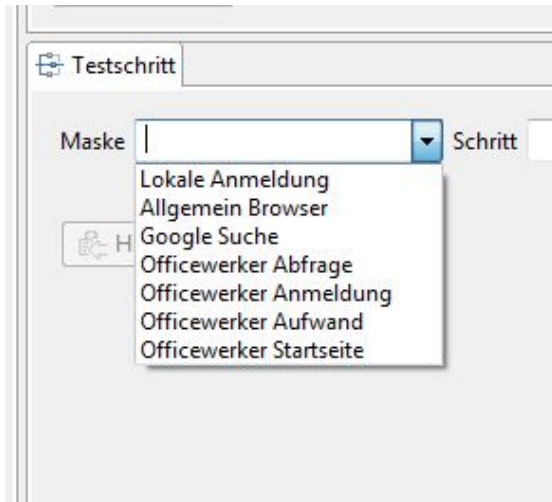 Testschritt
Maske Schritt
Lokale Anmeldung
Allgemein Browser
Google Suche
H
Officewerker Abfrage
Officewerker Anmeldung
Officewerker Aufwand
Officewerker Startseite